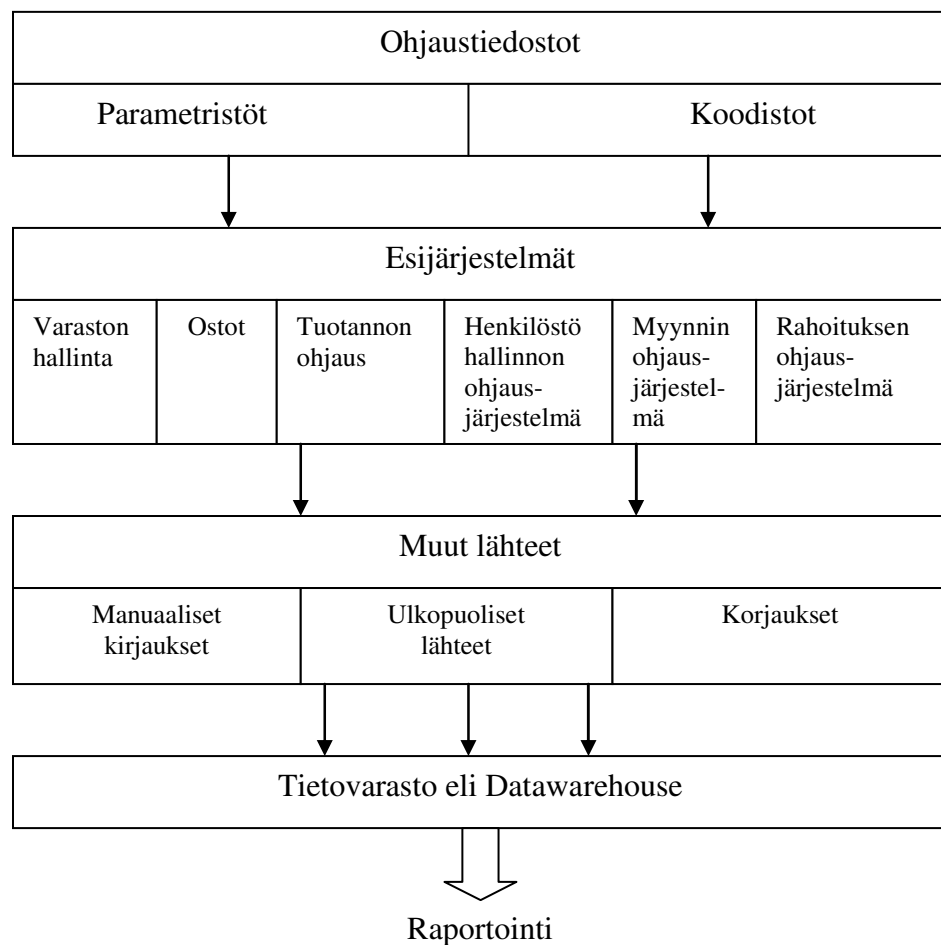 Ohjaustiedostot
Parametristöt
Koodistot
Esijärjestelmät
Varaston
hallinta
Ostot
Tuotannon
ohjaus
Henkilöstö
hallinnon
ohjaus-
järjestelmä
Myynnin
ohjaus-
järjestel-
mä
Rahoituksen
ohjaus-
järjestelmä
Muut lähteet
Manuaaliset
kirjaukset
Ulkopuoliset
lähteet
Korjaukset
Tietovarasto eli Datawarehouse
Raportointi